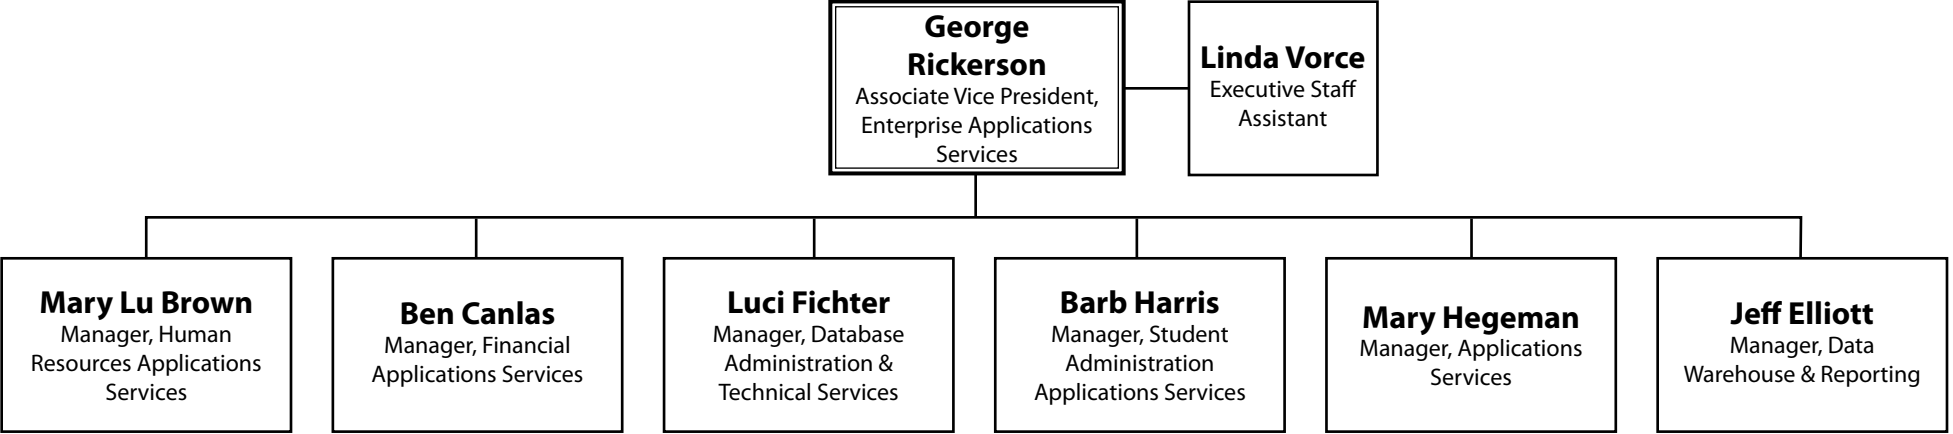 George
Rickerson
Associate Vice President,
Enterprise Applications
Services
Linda Vorce
Executive Staff
Assistant
Mary Lu Brown
Manager, Human
Resources Applications
Services
Ben Canlas
Manager, Financial
Applications Services
Luci Fichter
Manager, Database
Administration &
Technical Services
Barb Harris
Manager, Student
Administration
Applications Services
Mary Hegeman
Manager, Applications
Services
Jeff Elliott
Manager, Data
Warehouse & Reporting